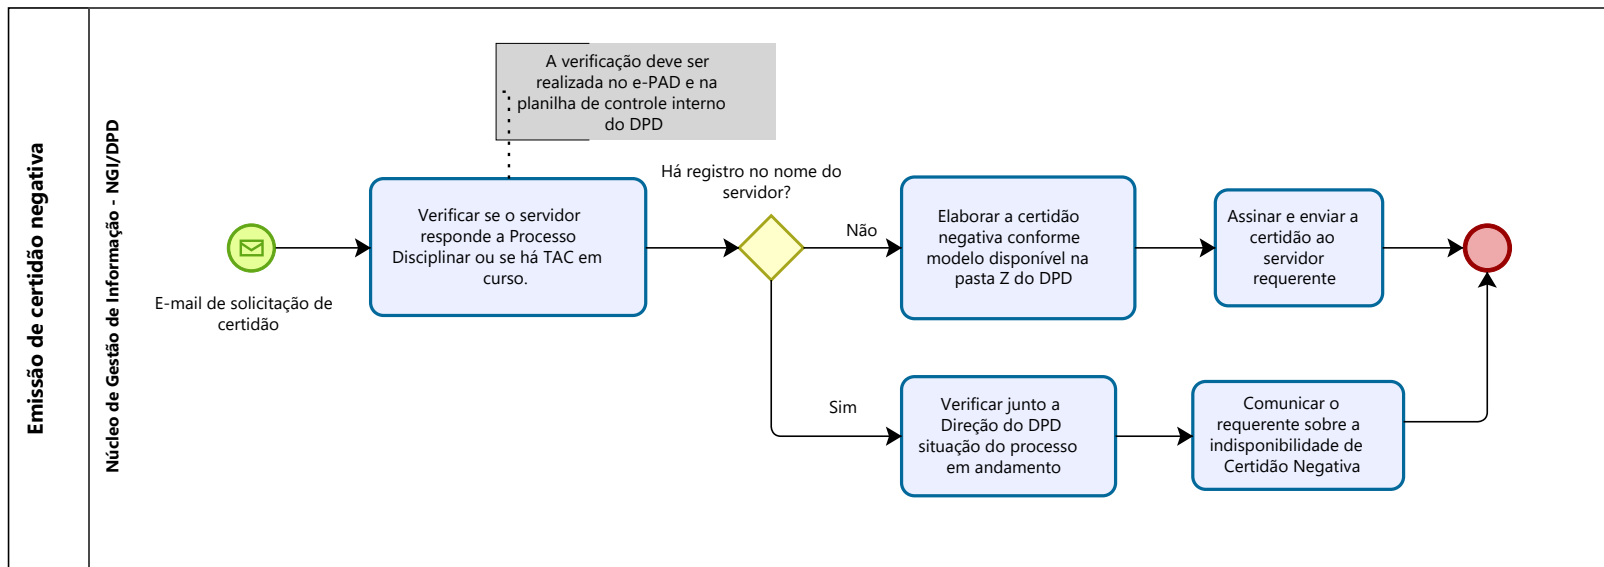 Emissão de certidão negativa
Núcleo de Gestão de Informação - NGI/DPD
E-mail de solicitação de
certidão
A verificação deve ser
realizada no e-PAD e na
planilha de controle interno
do DPD
Verificar se o servidor
responde a Processo
Disciplinar ou se há TAC em
curso.
Há registro no nome do
servidor?
Não
Elaborar a certidão
negativa conforme
modelo disponível na
pasta Z do DPD
Assinar e enviar a
certidão ao
servidor
requerente
Sim
Verificar junto a
Direção do DPD
situação do processo
em andamento
Comunicar o
requerente sobre a
indisponibilidade de
Certidão Negativa